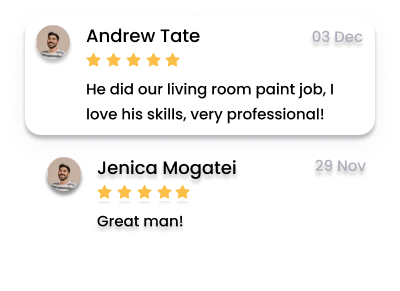 Andrew Tate
03 Dec
He did our living room paint job, I
love his skills, very professional!
Jenica Mogatei
29 Nov
Great man!